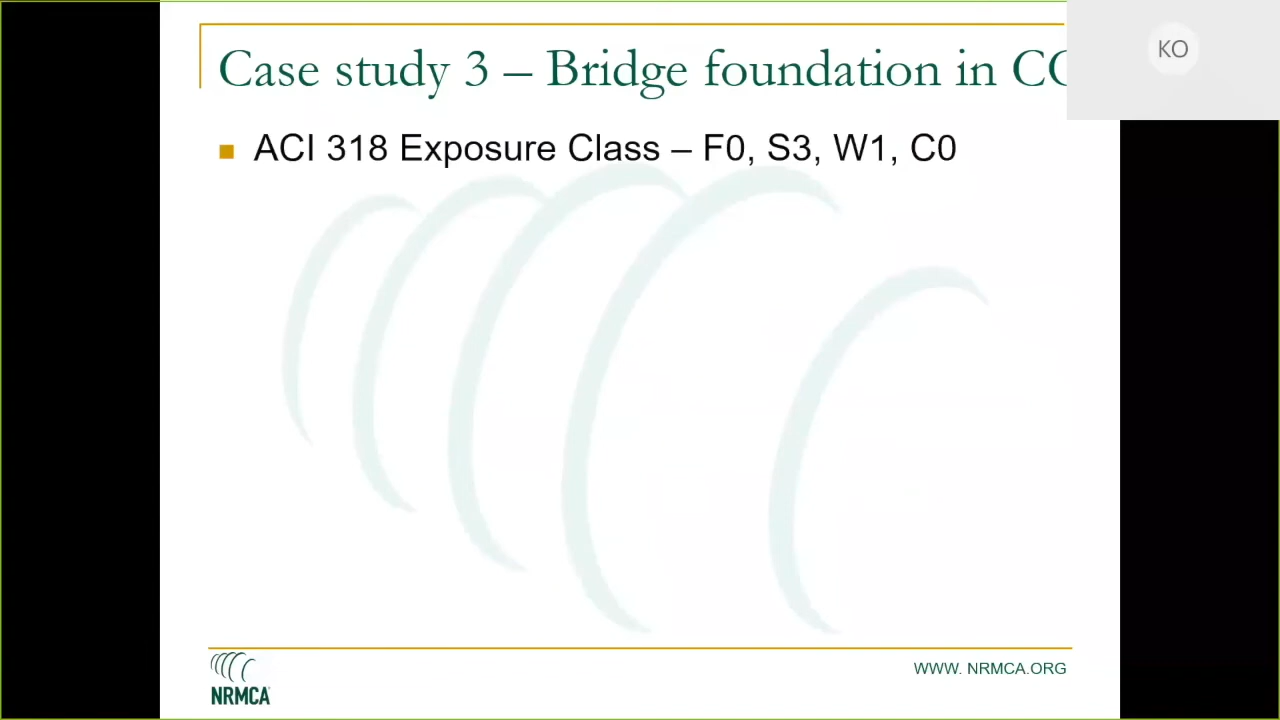 Case study 3 – Bridge foundation in CO
KO
ACI 318 Exposure Class – F0, S3, W1, C0
NRMCA
WWW. NRMCA.ORG